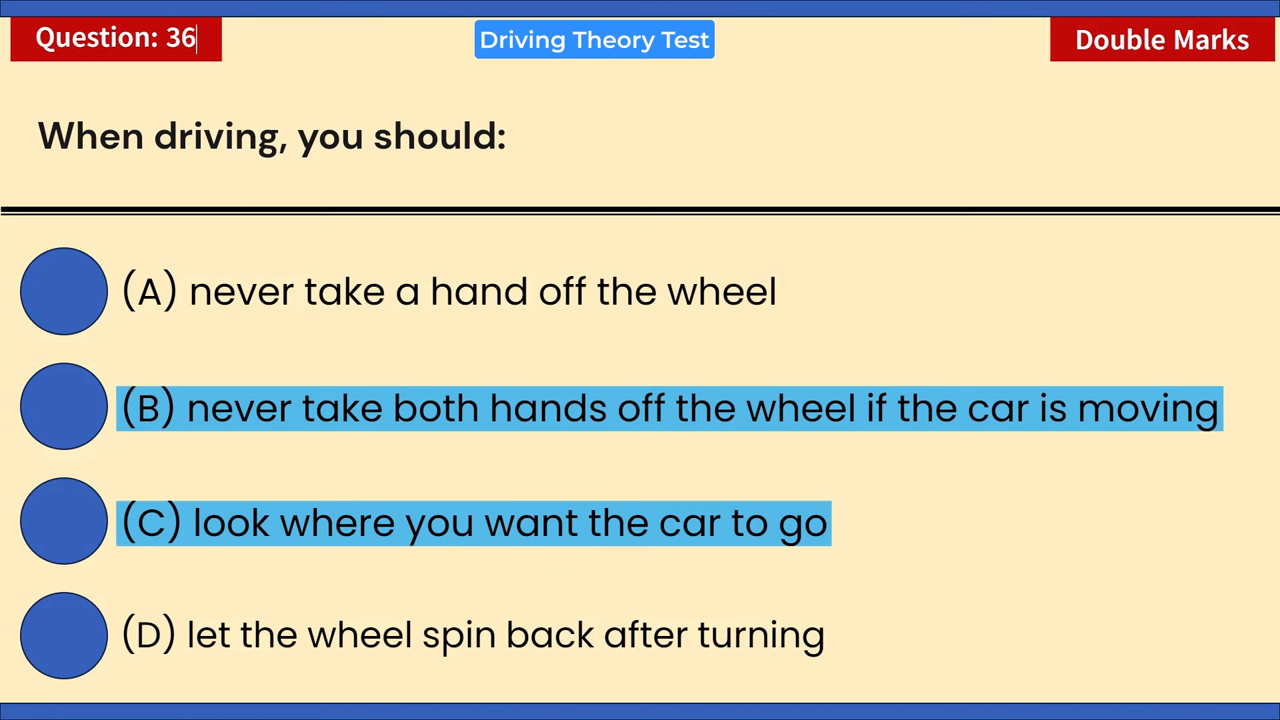 Question: 36
Driving Theory Test
Double Marks
When driving, you should:
(A) never take a hand off the wheel
(B) never take both hands off the wheel if the car is moving
(C) look where you want the car to go
(D) let the wheel spin back after turning